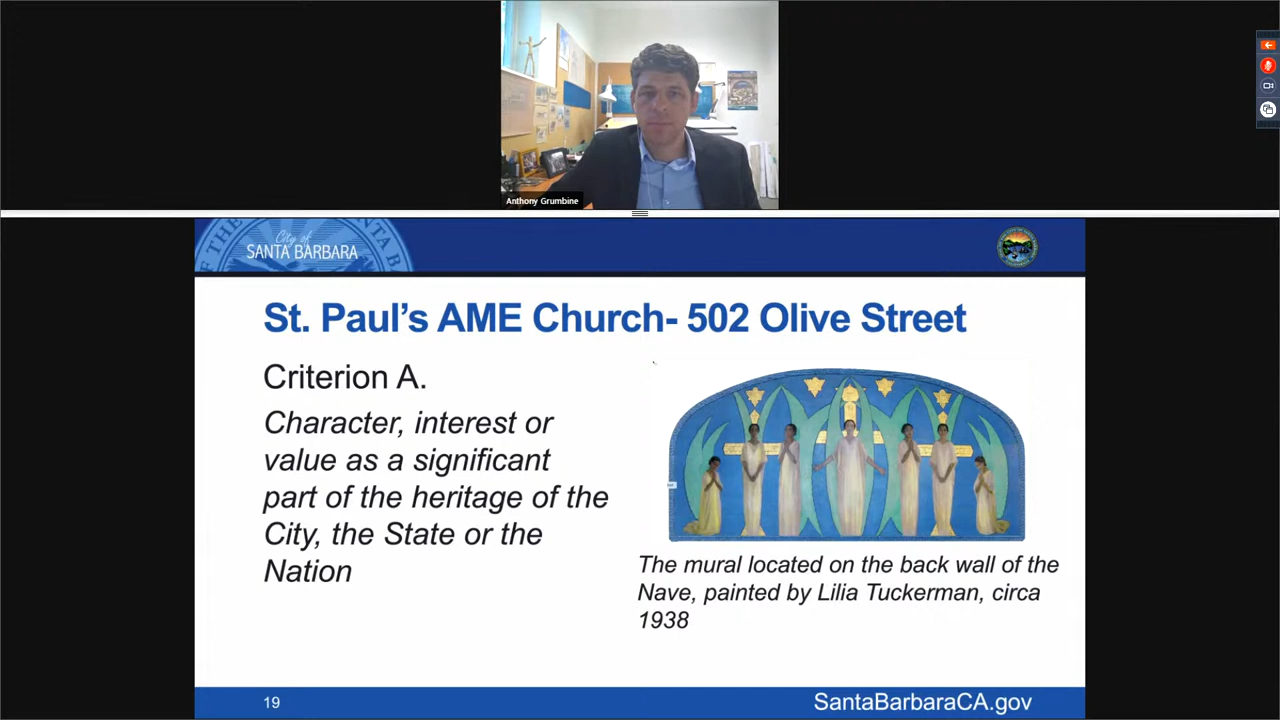 Anthony Grumbine
City of
SANTA BARBARA
St. Paul's AME Church- 502 Olive Street
Criterion A.
Character, interest or
value as a significant
part of the heritage of the
City, the State or the
Nation
The mural located on the back wall of the
Nave, painted by Lilia Tuckerman, circa
1938
19
SantaBarbaraCA.gov